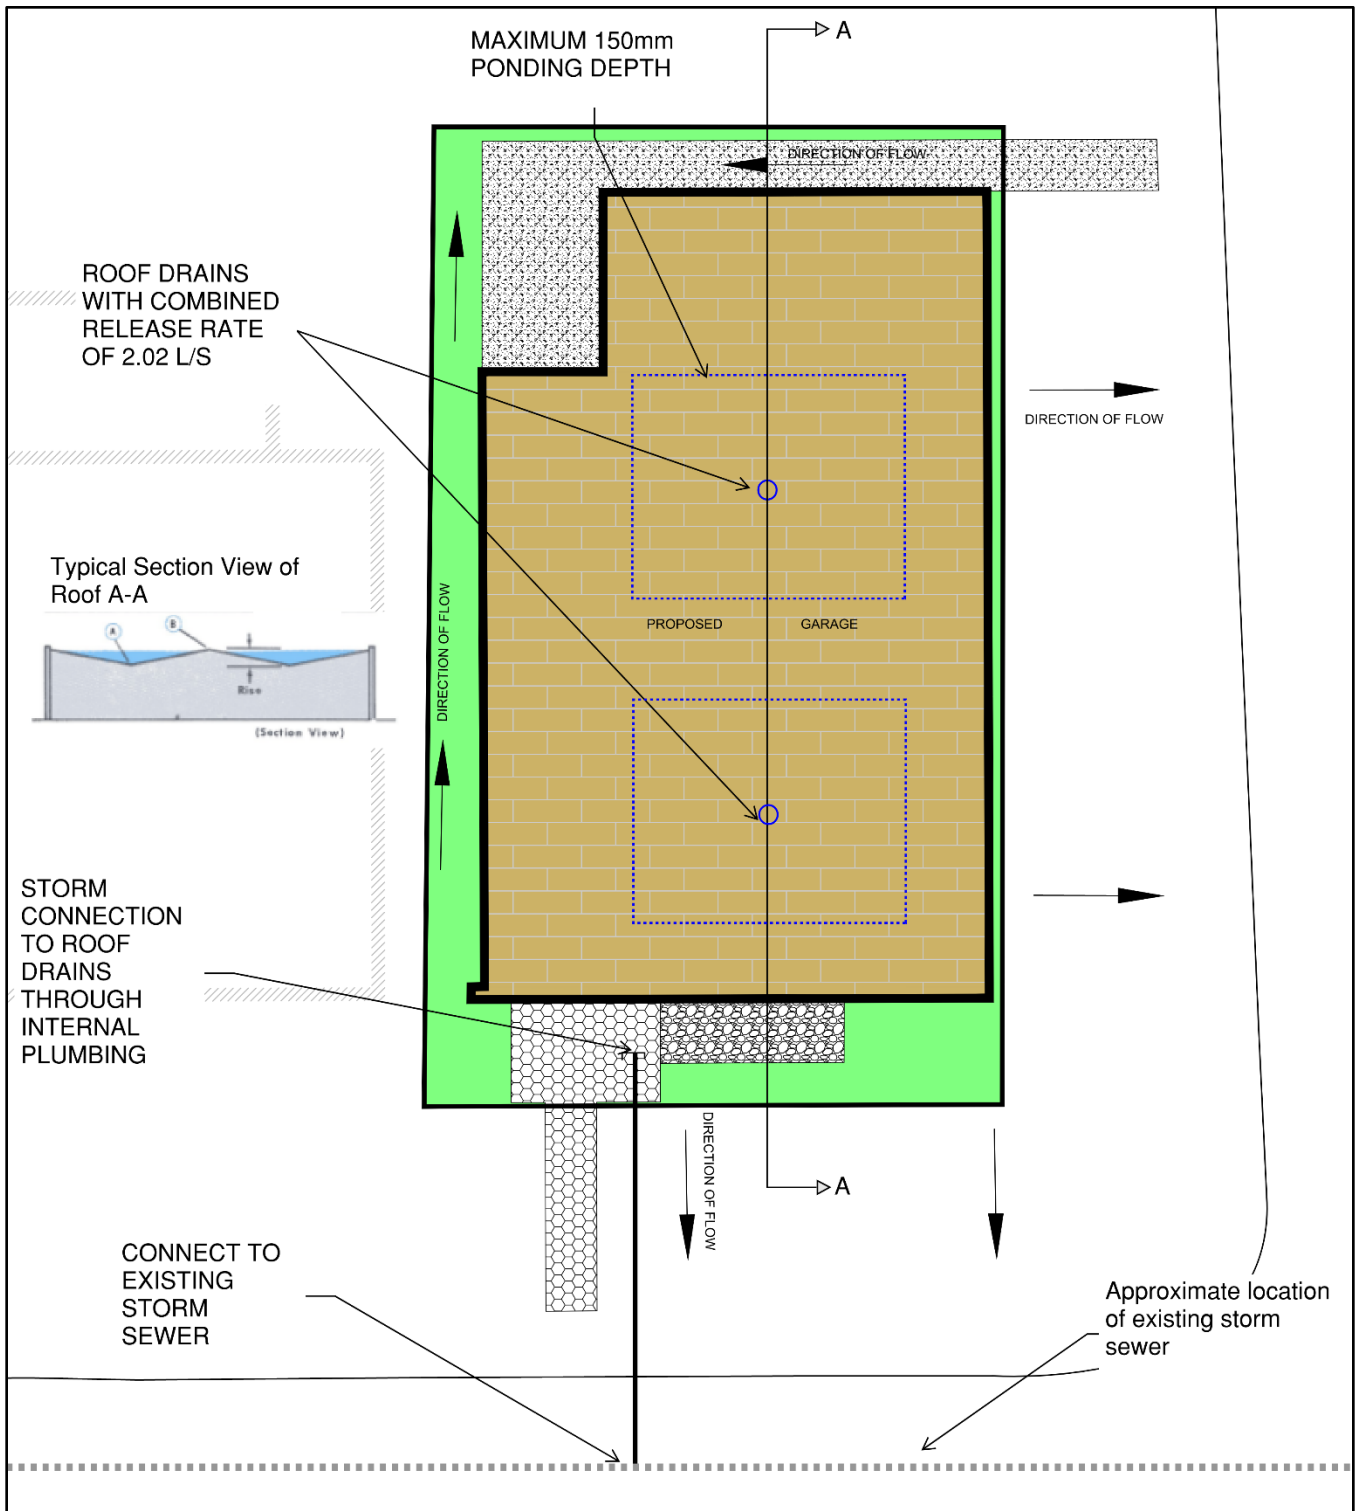 A
MAXIMUM 150mm
PONDING DEPTH
DIRECTION OF FLOW
ROOF DRAINS
WITH COMBINED
RELEASE RATE
OF 2.02 L/S
DIRECTION OF FLOW
Typical Section View of
Roof A-A
A
B
Rise
(Section View)
DIRECTION OF FLOW
PROPOSED GARAGE
STORM
CONNECTION
TO ROOF
DRAINS
THROUGH
INTERNAL
PLUMBING
DIRECTION OF FLOW
A
CONNECT TO
EXISTING
STORM
SEWER
Approximate location
of existing storm
sewer